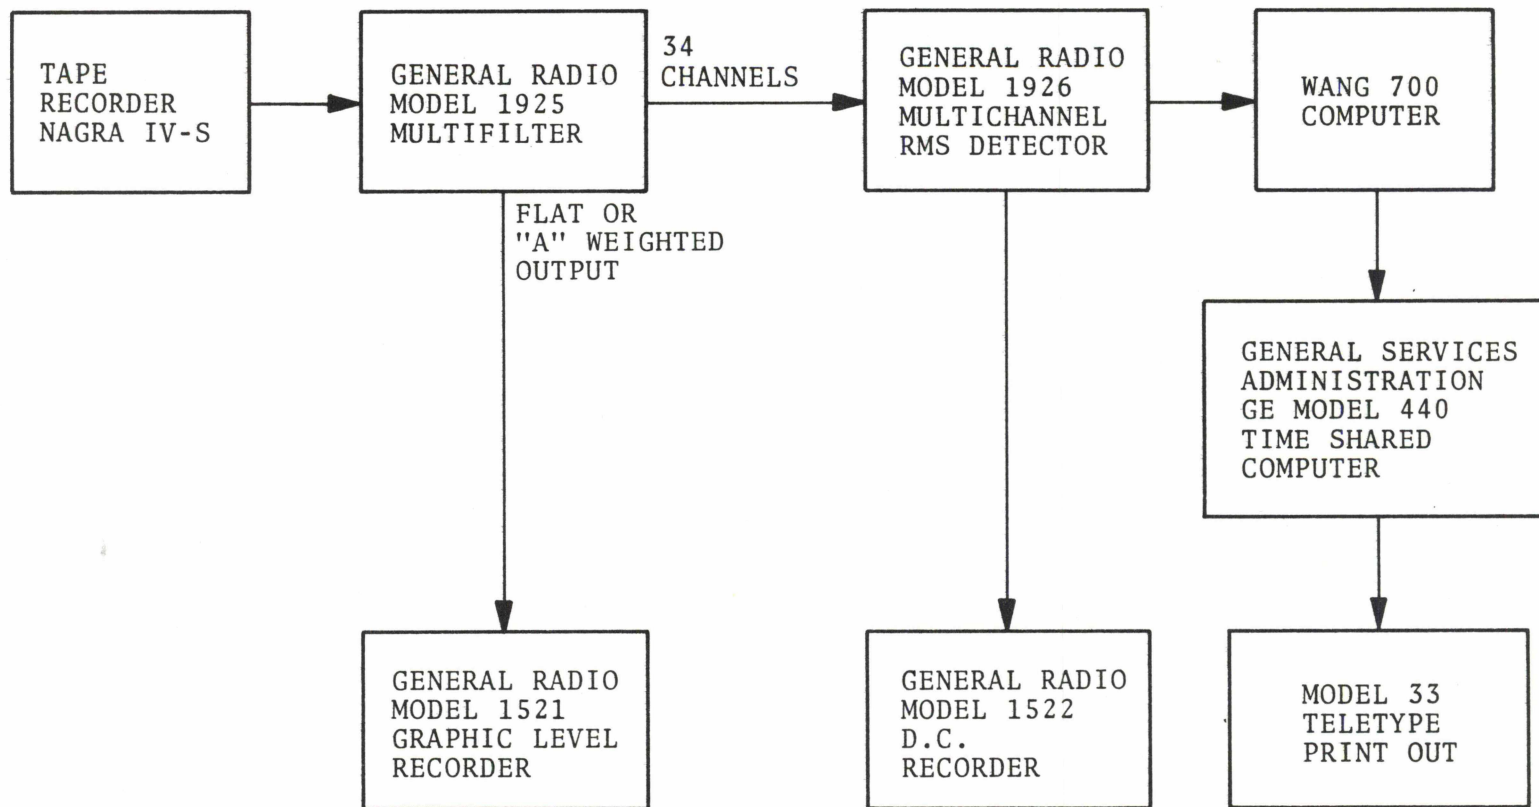 TAPE
RECORDER
NAGRA IV-S
GENERAL RADIO
MODEL 1925
MULTIFILTER
34
CHANNELS
GENERAL RADIO
MODEL 1926
MULTICHANNEL
RMS DETECTOR
WANG 700
COMPUTER
FLAT OR
"A" WEIGHTED
OUTPUT
GENERAL SERVICES
ADMINISTRATION
GE MODEL 440
TIME SHARED
COMPUTER
GENERAL RADIO
MODEL 1521
GRAPHIC LEVEL
RECORDER
GENERAL RADIO
MODEL 1522
D.C.
RECORDER
MODEL 33
TELETYPE
PRINT OUT